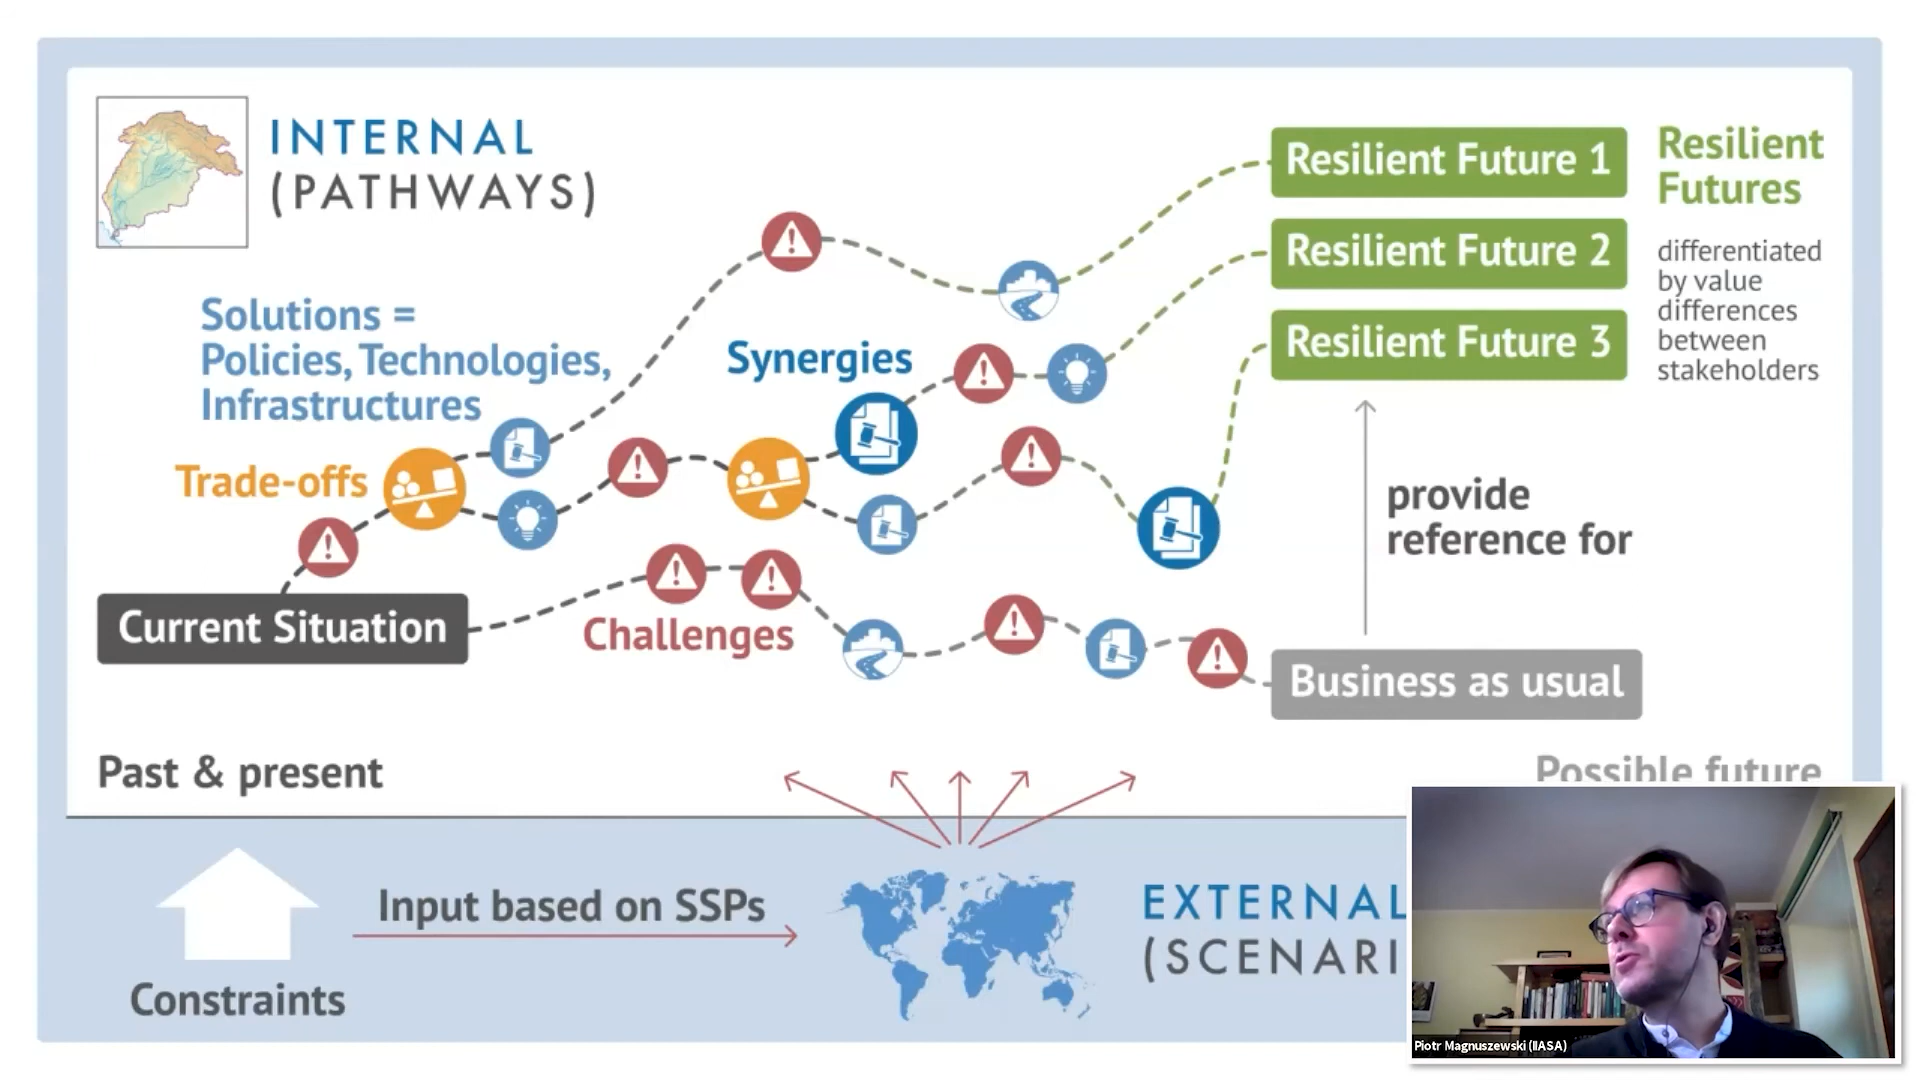 INTERNAL
(PATHWAYS)
Resilient Future 1
Resilient Future 2
Resilient Future 3
Resilient
Futures
differentiated
by value
differences
between
stakeholders
Solutions =
Policies, Technologies,
Infrastructures
Synergies
Trade-offs
provide
reference for
Current Situation
Challenges
Business as usual
Past & present
Possible future
Input based on SSPs
EXTERNAL
(SCENARI
Constraints
Piotr Magnuszewski (IIASA)